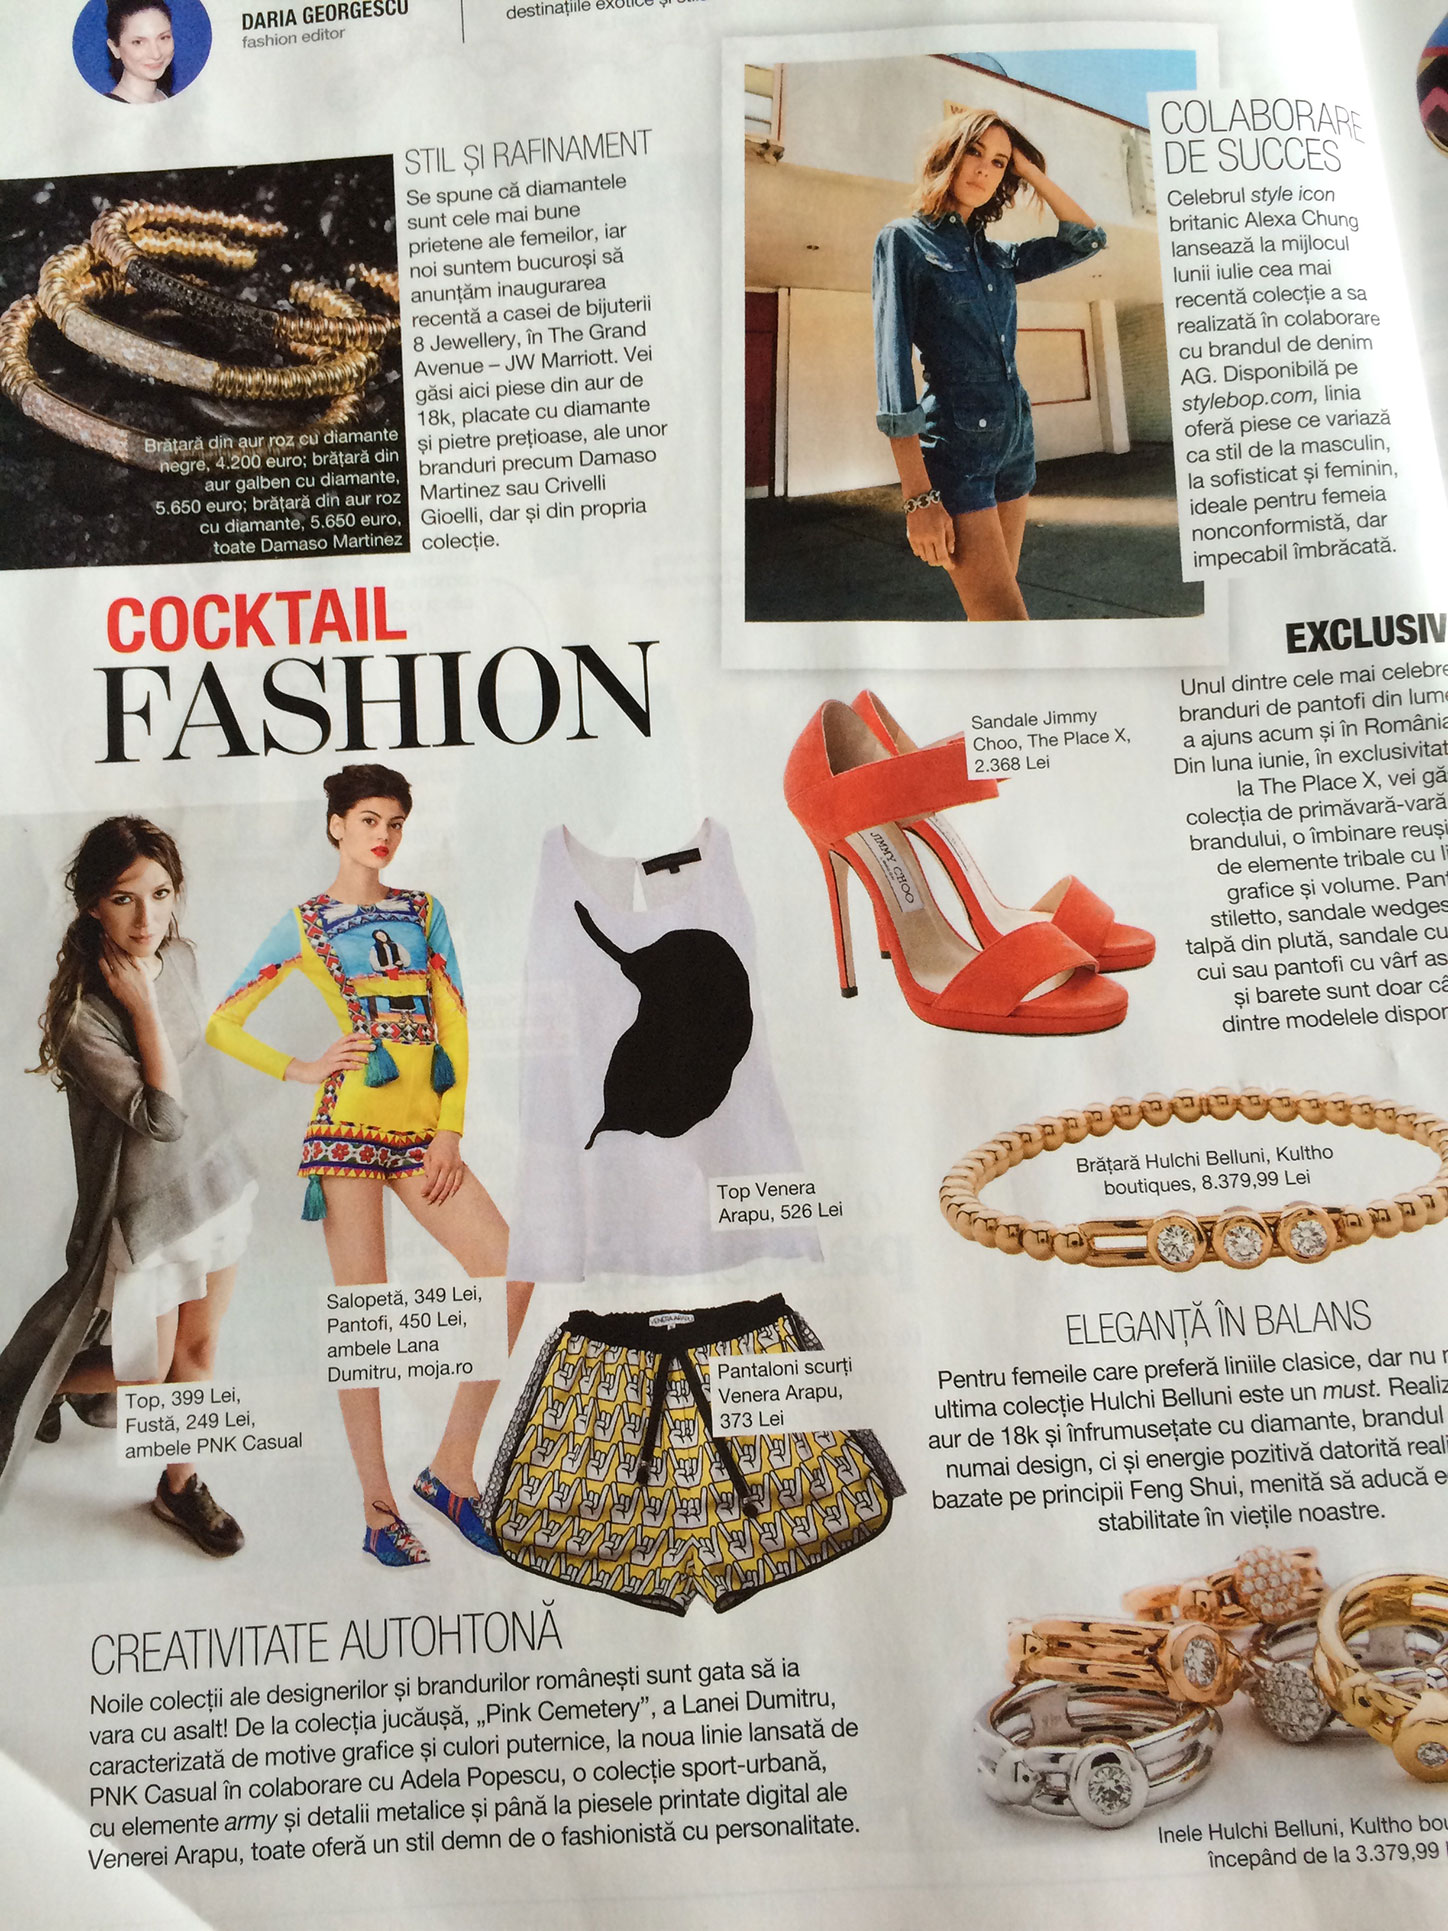 DARIA GEORGESCU
fashion editor
destinațiile exotice și
STIL ȘI RAFINAMENT
Se spune că diamantele
sunt cele mai bune
prietene ale femeilor, iar
noi suntem bucuroși să
anunțăm inaugurarea
recentă a casei de bijuterii
8 Jewellery, în The Grand
Avenue – JW Marriott. Vei
găsi aici piese din aur de
18k, placate cu diamante
și pietre prețioase, ale unor
branduri precum Damaso
Martinez sau Crivelli
Gioelli, dar și din propria
colecție.
Brățară din aur roz cu diamante
negre, 4.200 euro; brățară din
aur galben cu diamante,
5.650 euro; brățară din aur roz
cu diamante, 5.650 euro,
toate Damaso Martinez
COLABORARE
DE SUCCES
Celebrul style icon
britanic Alexa Chung
lansează la mijlocul
lunii iulie cea mai
recentă colecție a sa
realizată în colaborare
cu brandul de denim
AG. Disponibilă pe
stylebop.com, linia
oferă piese ce variază
ca stil de la masculin,
la sofisticat și feminin,
ideale pentru femeia
nonconformistă, dar
impecabil îmbrăcată.
COCKTAIL
FASHION
EXCLUSIV
Unul dintre cele mai celebre
branduri de pantofi din lume
a ajuns acum și în România
Din luna iunie, în exclusivitat
la The Place X, vei gă
colecția de primăvară-vară
brandului, o îmbinare reuși
de elemente tribale cu li
grafice și volume. Pant
stiletto, sandale wedges
talpă din plută, sandale cu
cui sau pantofi cu vârf as
și barete sunt doar câ
dintre modelele dispon
Sandale Jimmy
Choo, The Place X,
2.368 Lei
JIMMY CHOO
Top Venera
Arapu, 526 Lei
Salopetă, 349 Lei,
Pantofi, 450 Lei,
ambele Lana
Dumitru, moja.ro
Top, 399 Lei,
Fustă, 249 Lei,
ambele PNK Casual
VENERA ARAPU
Pantaloni scurți
Venera Arapu,
373 Lei
Brățară Hulchi Belluni, Kultho
boutiques, 8.379,99 Lei
ELEGANȚĂ ÎN BALANS
Pentru femeile care preferă liniile clasice, dar nu
ultima colecție Hulchi Belluni este un must. Realiz
aur de 18k și înfrumusețate cu diamante, brandul
numai design, ci și energie pozitivă datorită reali
bazate pe principii Feng Shui, menită să aducă e
stabilitate în viețile noastre.
CREATIVITATE AUTOHTONĂ
Noile colecții ale designerilor și brandurilor românești sunt gata să ia
vara cu asalt! De la colecția jucăușă, „Pink Cemetery”, a Lanei Dumitru,
caracterizată de motive grafice și culori puternice, la noua linie lansată de
PNK Casual în colaborare cu Adela Popescu, o colecție sport-urbană,
cu elemente army și detalii metalice și până la piesele printate digital ale
Venerei Arapu, toate oferă un stil demn de o fashionistă cu personalitate.
Inele Hulchi Belluni, Kultho bou
începând de la 3.379,99